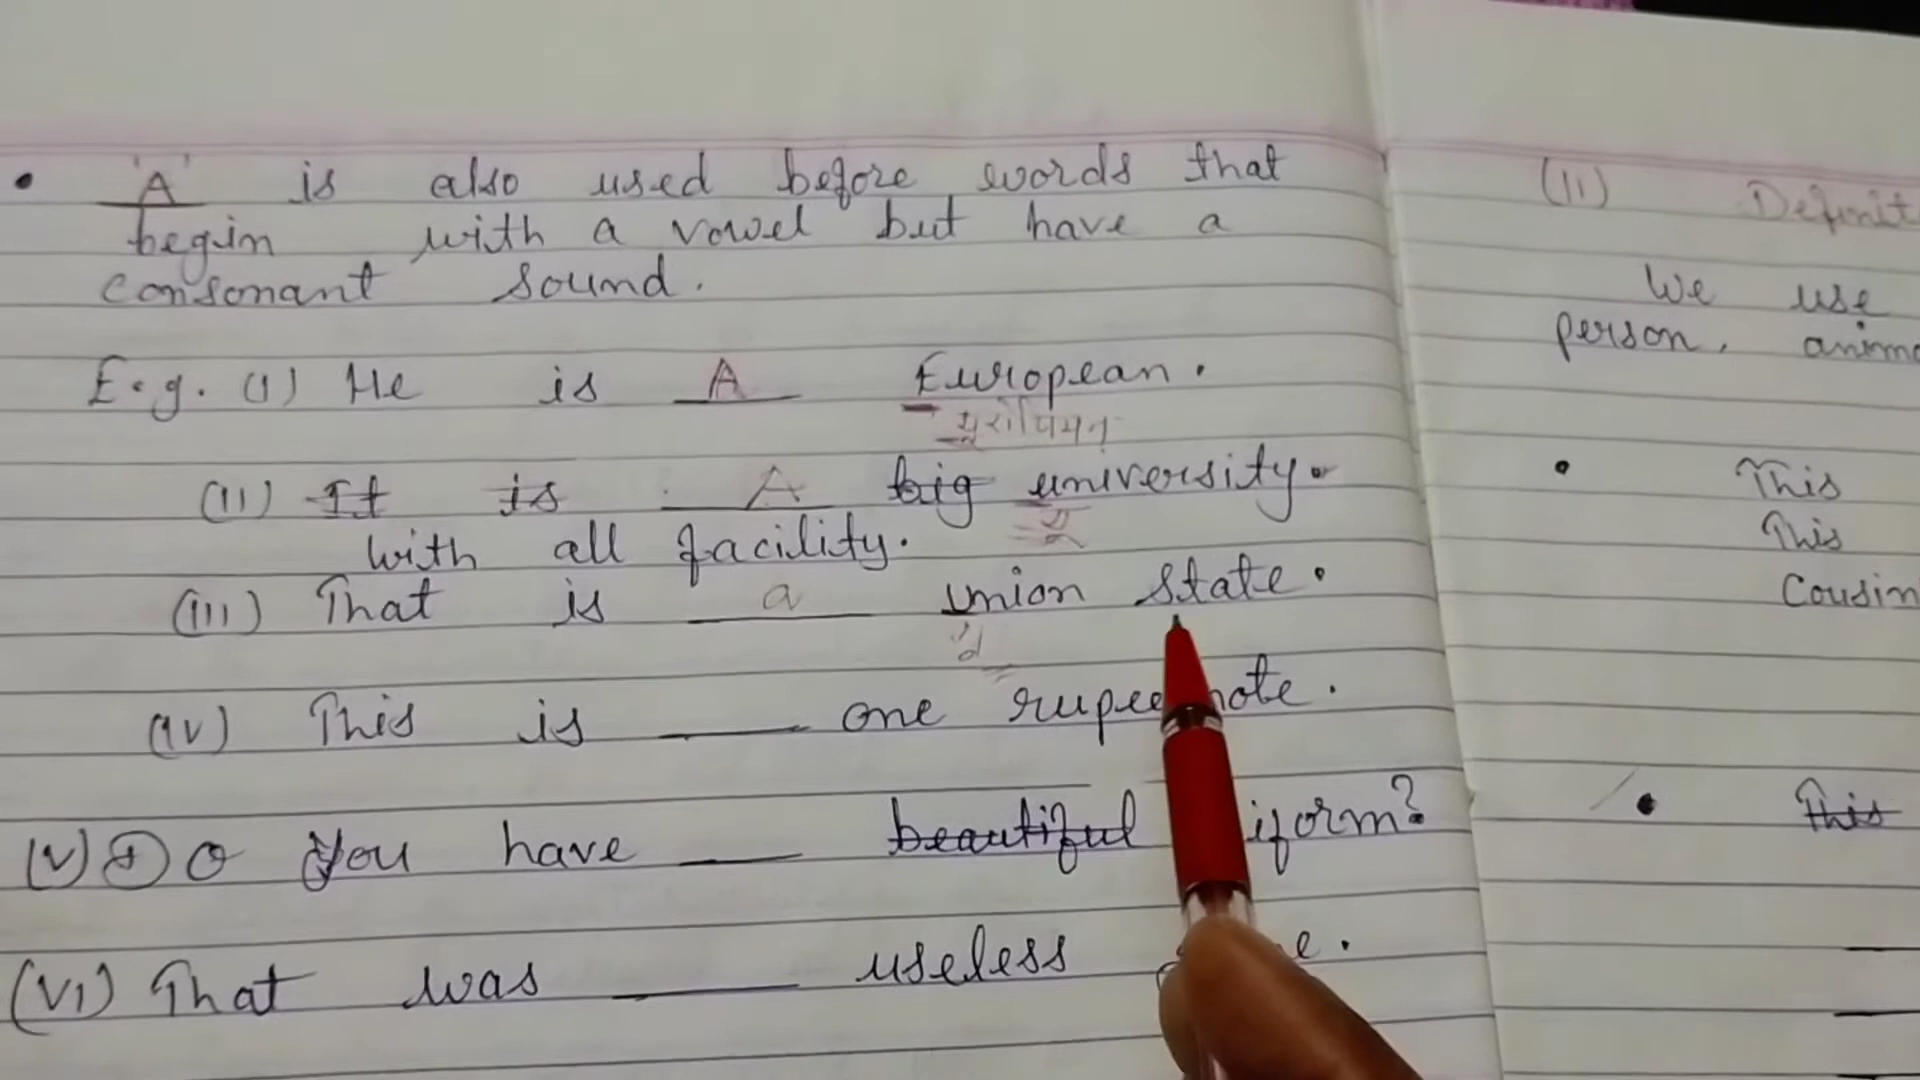 • 'A' is also used before words that
begin with a vowel but have a
consonant sound.
E.g. (I) He is A European.
यूरोपियन
(II) It is A big university.
यू
with all facility.
(III) That is a union state.
(IV) This is ___ one rupee note.
(V) Do You have ___ beautiful iform?
(VI) That was ___ useless
(II) Definit
We use
person, anima
• This
This
Cousin
• This